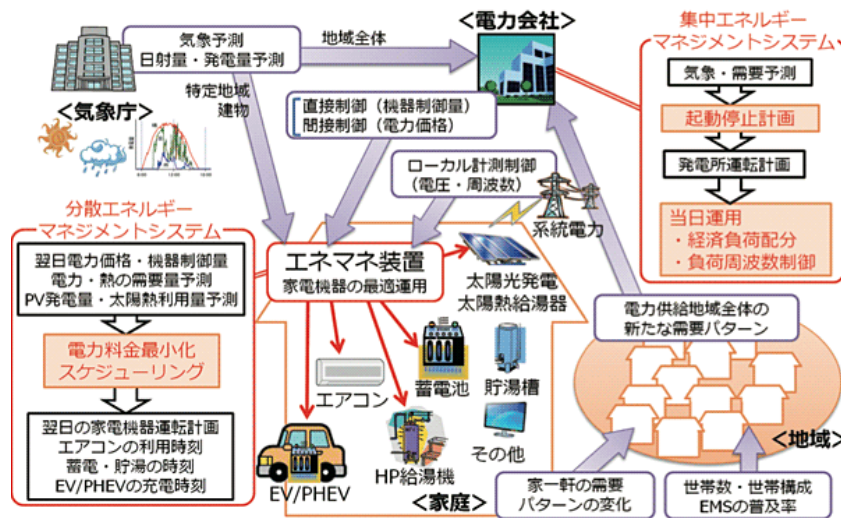 <気象庁>
気象予測
日射量・発電量予測
地域全体
特定地域
建物
<電力会社>
直接制御（機器制御量）
間接制御（電力価格）
ローカル計測制御
（電圧・周波数）
系統電力
集中エネルギー
マネジメントシステム
気象・需要予測
起動停止計画
発電所運転計画
当日運用
・経済負荷配分
・負荷周波数制御
分散エネルギー
マネジメントシステム
翌日電力価格・機器制御量
電力・熱の需要量予測
PV発電量・太陽熱利用量予測
電力料金最小化
スケジューリング
翌日の家電機器運転計画
エアコンの利用時刻
蓄電・貯湯の時刻
EV/PHEVの充電時刻
エネマネ装置
家電機器の最適運用
太陽光発電
太陽熱給湯器
エアコン
蓄電池
貯湯槽
EV/PHEV
HP給湯機
その他
<家庭>
電力供給地域全体の
新たな需要パターン
<地域>
家一軒の需要
パターンの変化
世帯数・世帯構成
EMSの普及率